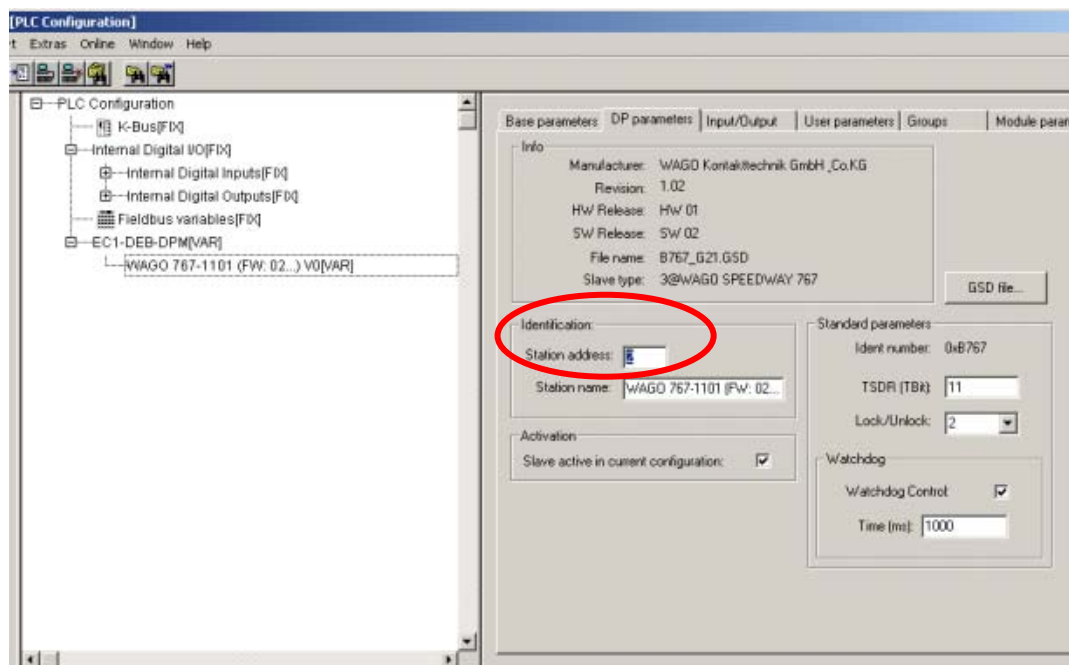 [PLC Configuration]
t Extras Online Window Help
PLC Configuration
K-Bus[FIX]
Internal Digital I/O[FIX]
Internal Digital Inputs[FIX]
Internal Digital Outputs[FIX]
Fieldbus variables[FIX]
EC1-DEB-DPM[VAR]
WAGO 767-1101 (FW: 02...) V0[VAR]
Base parameters DP parameters Input/Output User parameters Groups Module param
Info
Manufacturer: WAGO Kontakttechnik GmbH_Co.KG
Revision: 1.02
HW Release: HW 01
SW Release: SW 02
File name: B767_G21.GSD
Slave type: 3@WAGO SPEEDWAY 767
GSD file...
Identification:
Station address:
Station name: WAGO 767-1101 (FW: 02...
Activation
Slave active in current configuration:
Standard parameters
Ident number: 0xB767
TSDR (TBit) 11
Lock/Unlock: 2
Watchdog
Watchdog Control:
Time (ms): 1000